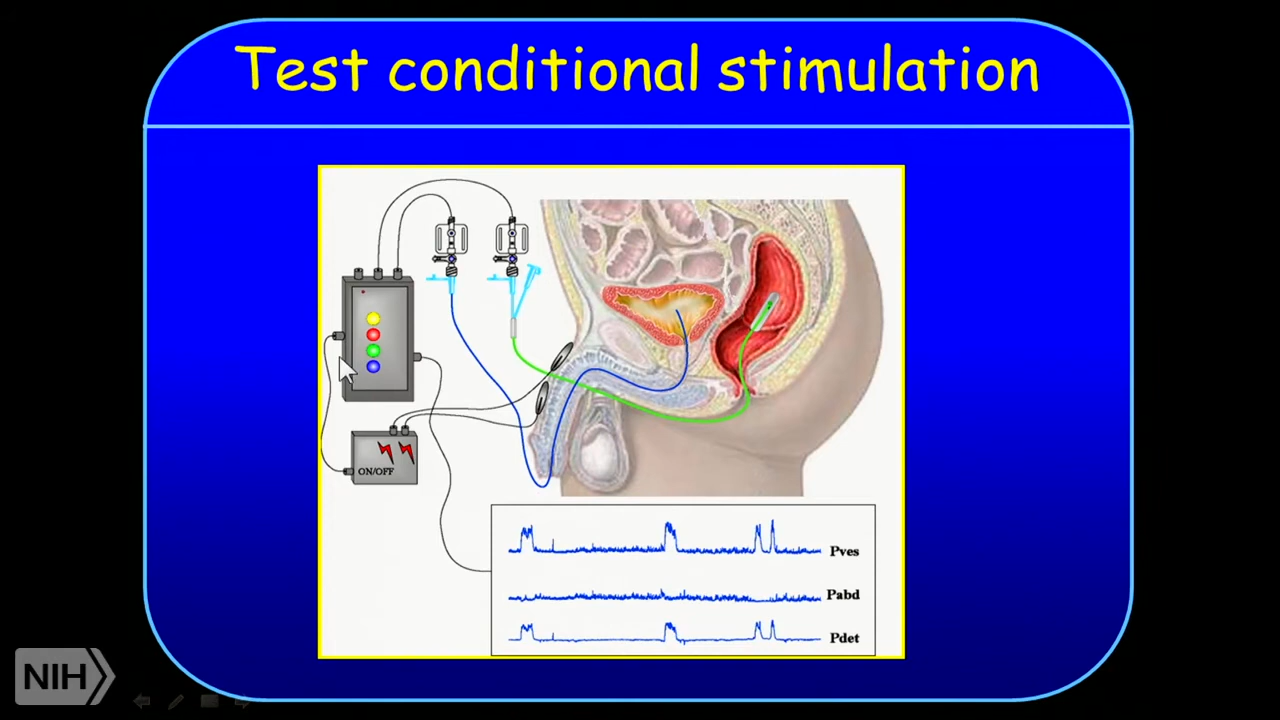 Test conditional stimulation
ON/OFF
Pves
Pabd
Pdet
NIH